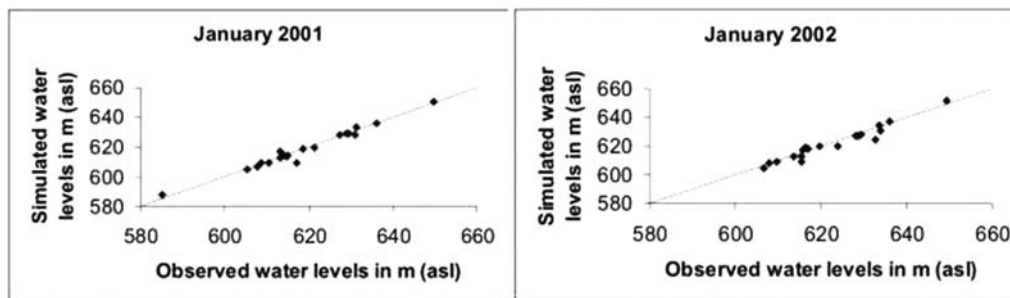 January 2001
Simulated water
levels in m (asl)
660
640
620
600
580
580 600 620 640 660
Observed water levels in m (asl)
January 2002
Simulated water
levels in m (asl)
660
640
620
600
580
580 600 620 640 660
Observed water levels in m (asl)